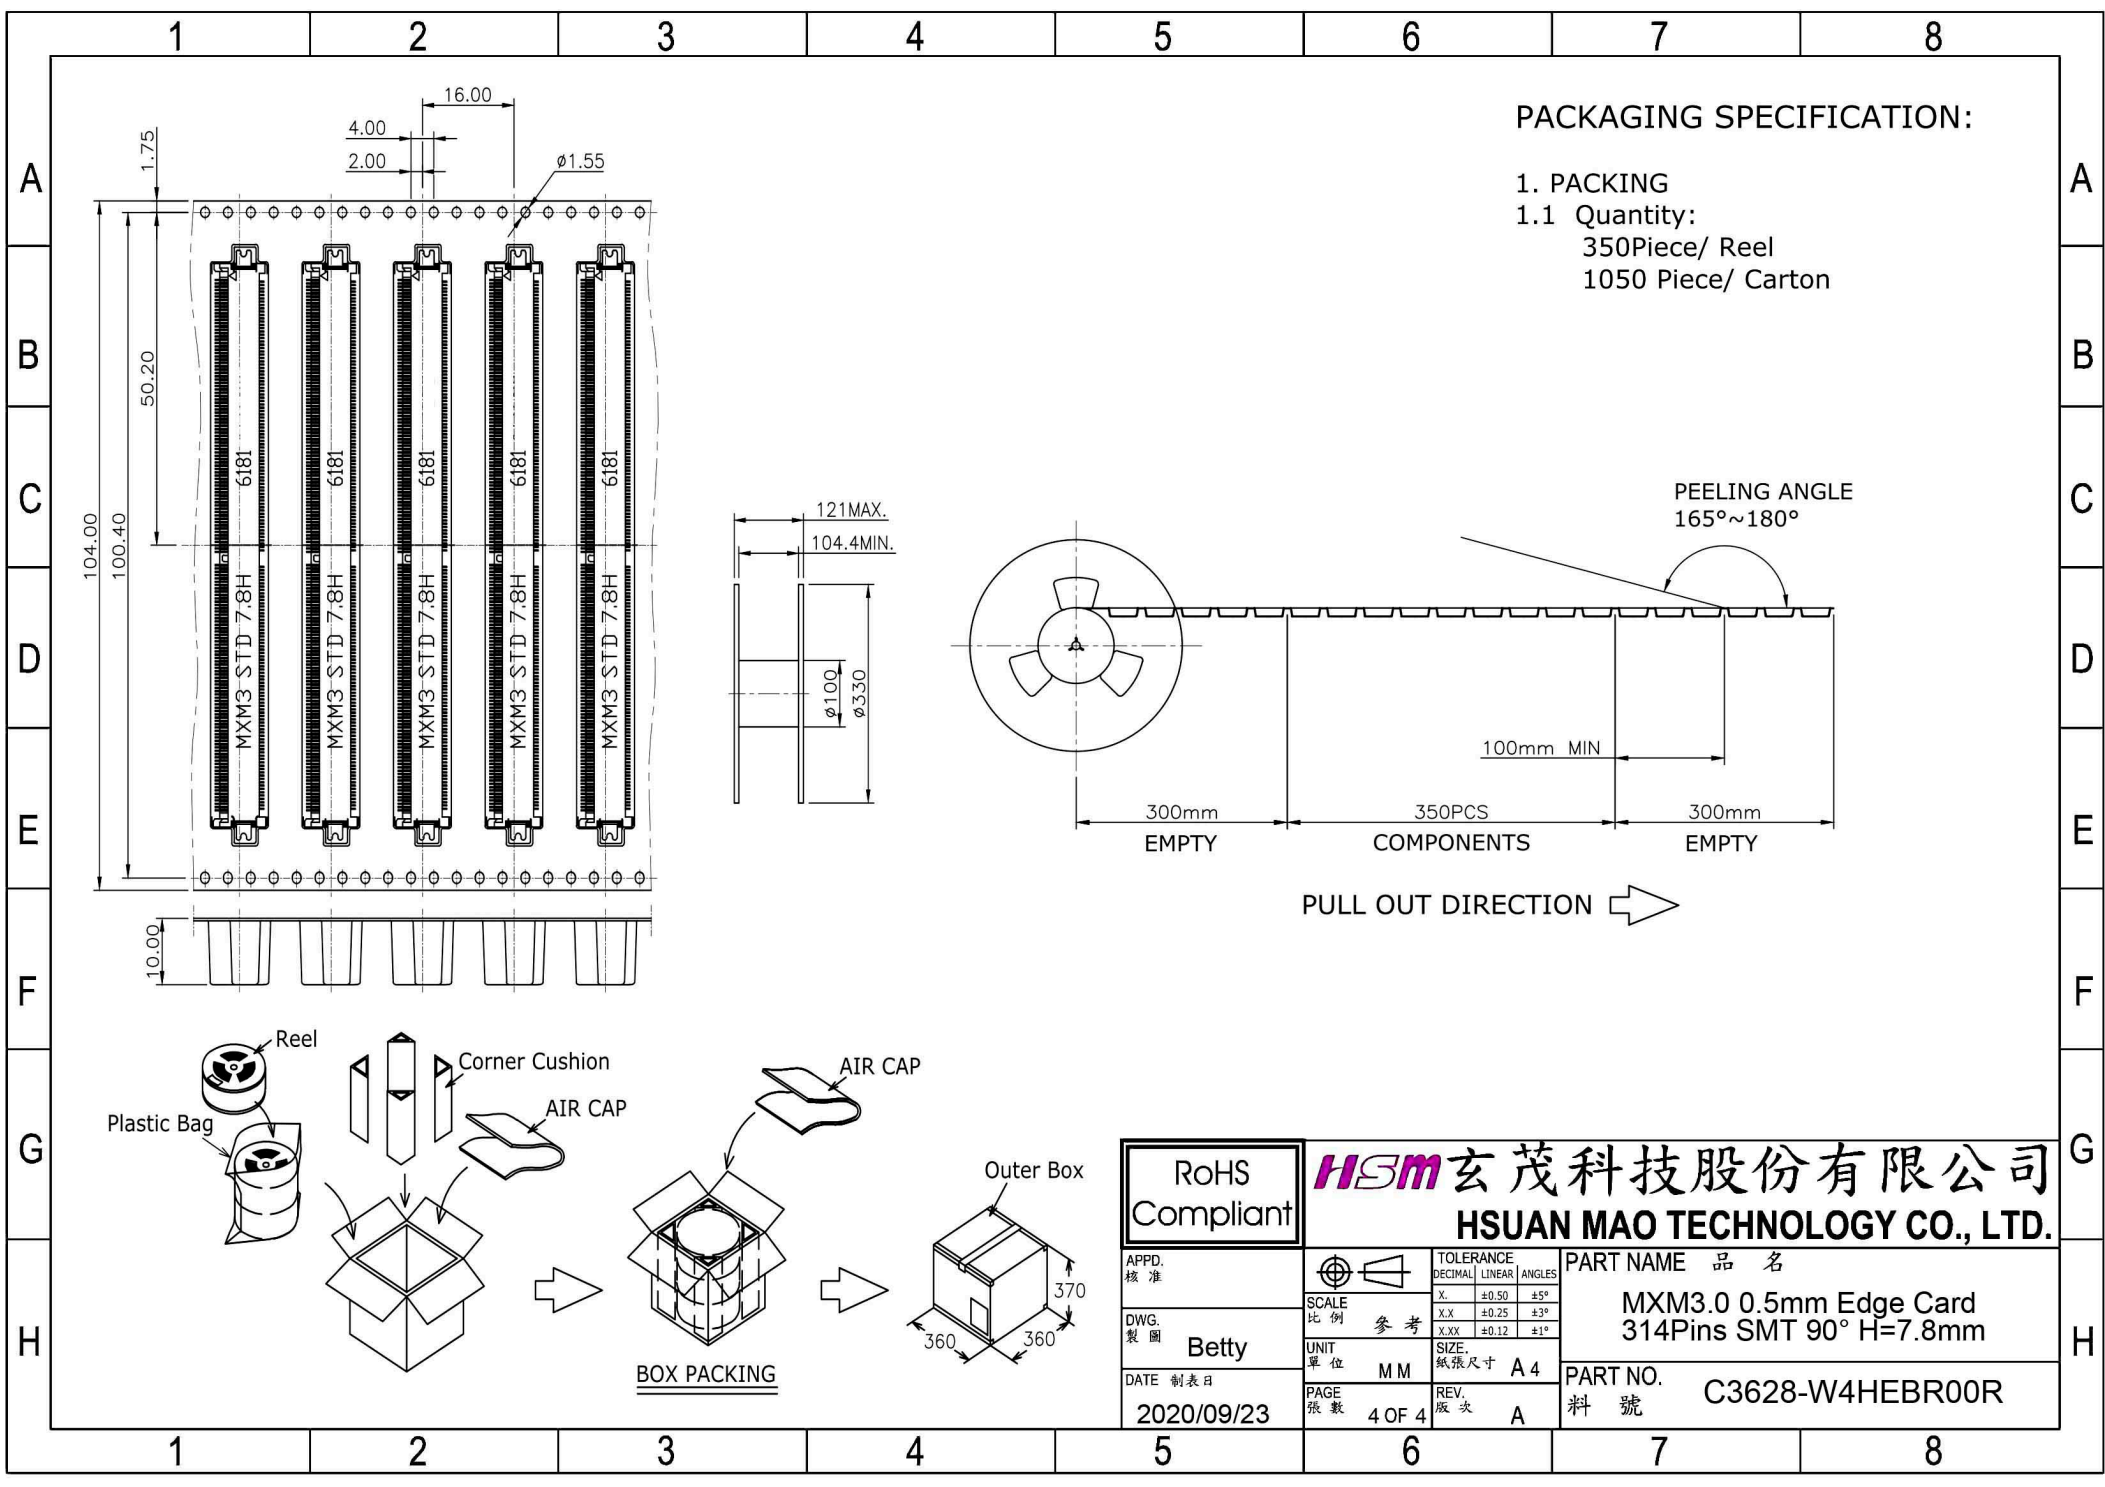 1 2 3 4 5 6 7 8
A
B
C
D
E
F
G
H
A
B
C
D
E
F
G
H
16.00
4.00
2.00
ø1.55
1.75
50.20
104.00
100.40
6181
6181
6181
6181
6181
MXM3 STD 7.8H
MXM3 STD 7.8H
MXM3 STD 7.8H
MXM3 STD 7.8H
MXM3 STD 7.8H
10.00
PACKAGING SPECIFICATION:
1. PACKING
1.1 Quantity:
350Piece/ Reel
1050 Piece/ Carton
121MAX.
104.4MIN.
ø100
ø330
PEELING ANGLE
165°~180°
100mm MIN
300mm
EMPTY
350PCS
COMPONENTS
300mm
EMPTY
PULL OUT DIRECTION
Reel
Plastic Bag
Corner Cushion
AIR CAP
AIR CAP
Outer Box
370
360
360
BOX PACKING
RoHS
Compliant
HSM 玄茂科技股份有限公司
HSUAN MAO TECHNOLOGY CO., LTD.
APPD.
核 准
DWG.
製 圖
Betty
DATE 制表日
2020/09/23
SCALE
比 例
參 考
UNIT
單 位
MM
PAGE
張 數
4 OF 4
TOLERANCE
DECIMAL LINEAR ANGLES
X. ±0.50 ±5°
X.X ±0.25 ±3°
X.XX ±0.12 ±1°
SIZE.
紙張尺寸
A4
REV.
版 次
A
PART NAME 品 名
MXM3.0 0.5mm Edge Card
314Pins SMT 90° H=7.8mm
PART NO.
料 號
C3628-W4HEBR00R
1 2 3 4 5 6 7 8